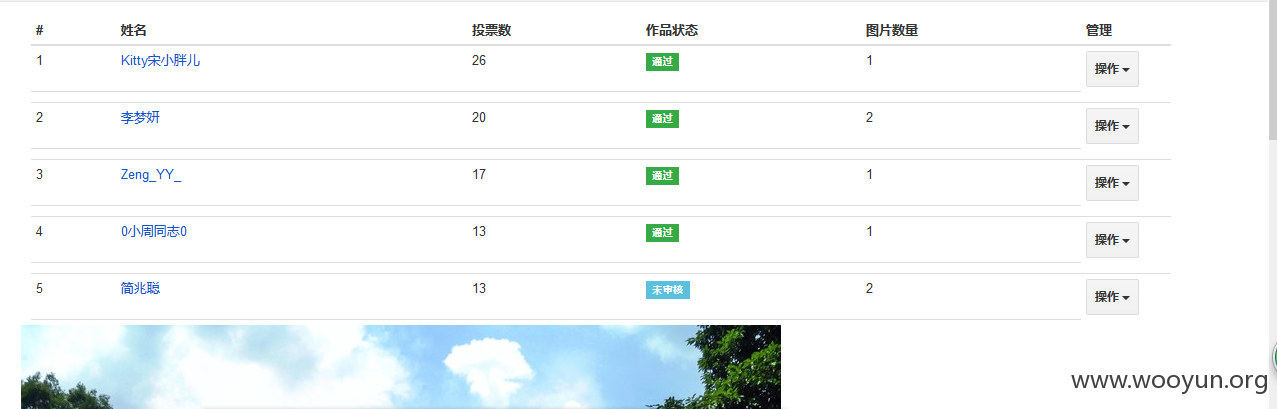 # 姓名 投票数 作品状态 图片数量 管理
1 Kitty宋小胖儿 26 通过 1 操作
2 李梦妍 20 通过 2 操作
3 Zeng_YY_ 17 通过 1 操作
4 0小周同志0 13 通过 1 操作
5 简兆聪 13 未审核 2 操作
www.wooyun.org